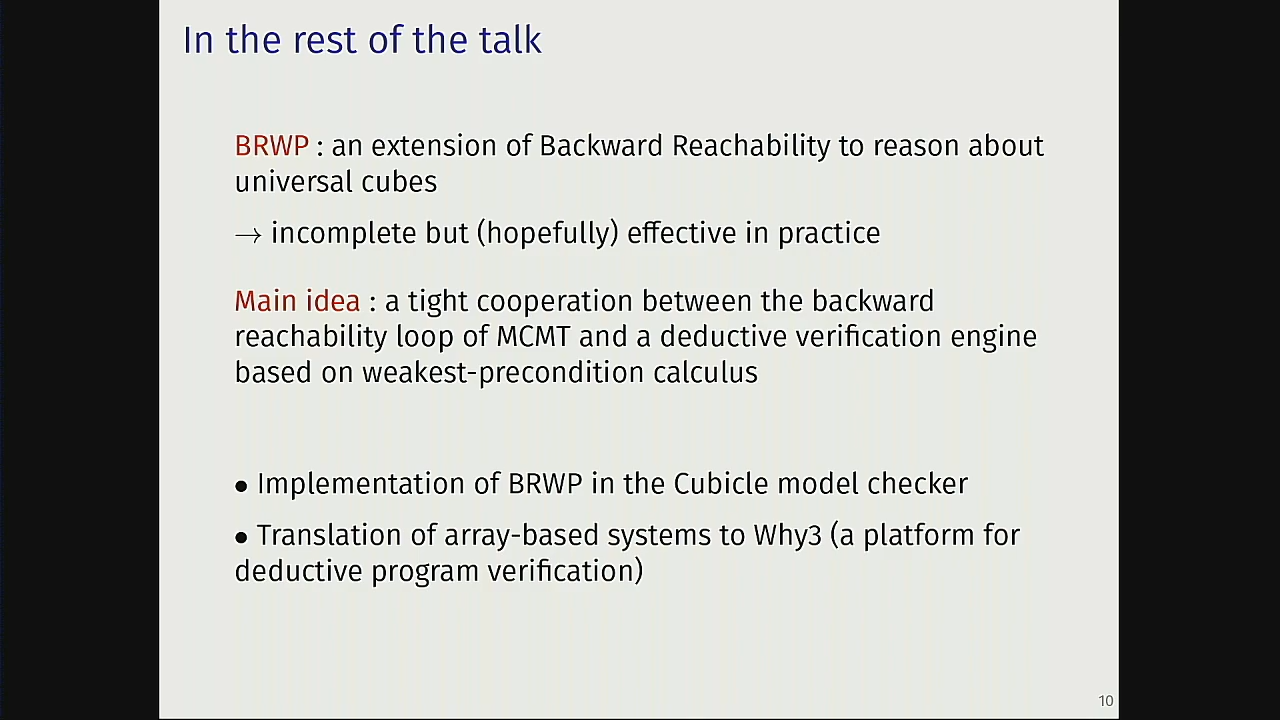 In the rest of the talk
BRWP : an extension of Backward Reachability to reason about
universal cubes
→ incomplete but (hopefully) effective in practice
Main idea : a tight cooperation between the backward
reachability loop of MCMT and a deductive verification engine
based on weakest-precondition calculus
• Implementation of BRWP in the Cubicle model checker
• Translation of array-based systems to Why3 (a platform for
deductive program verification)
10